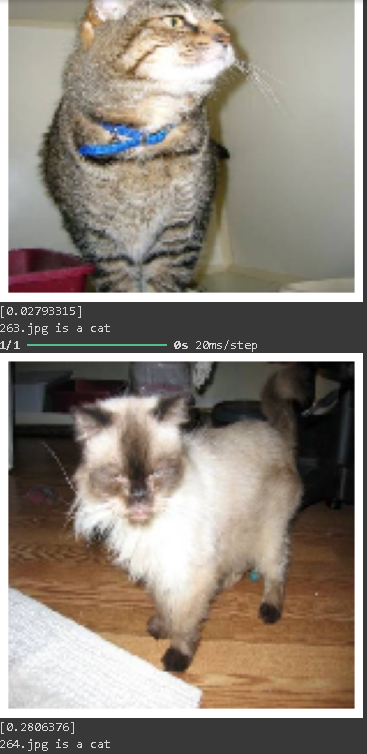 [0.02793315]
263.jpg is a cat
1/1 0s 20ms/step
[0.2806376]
264.jpg is a cat